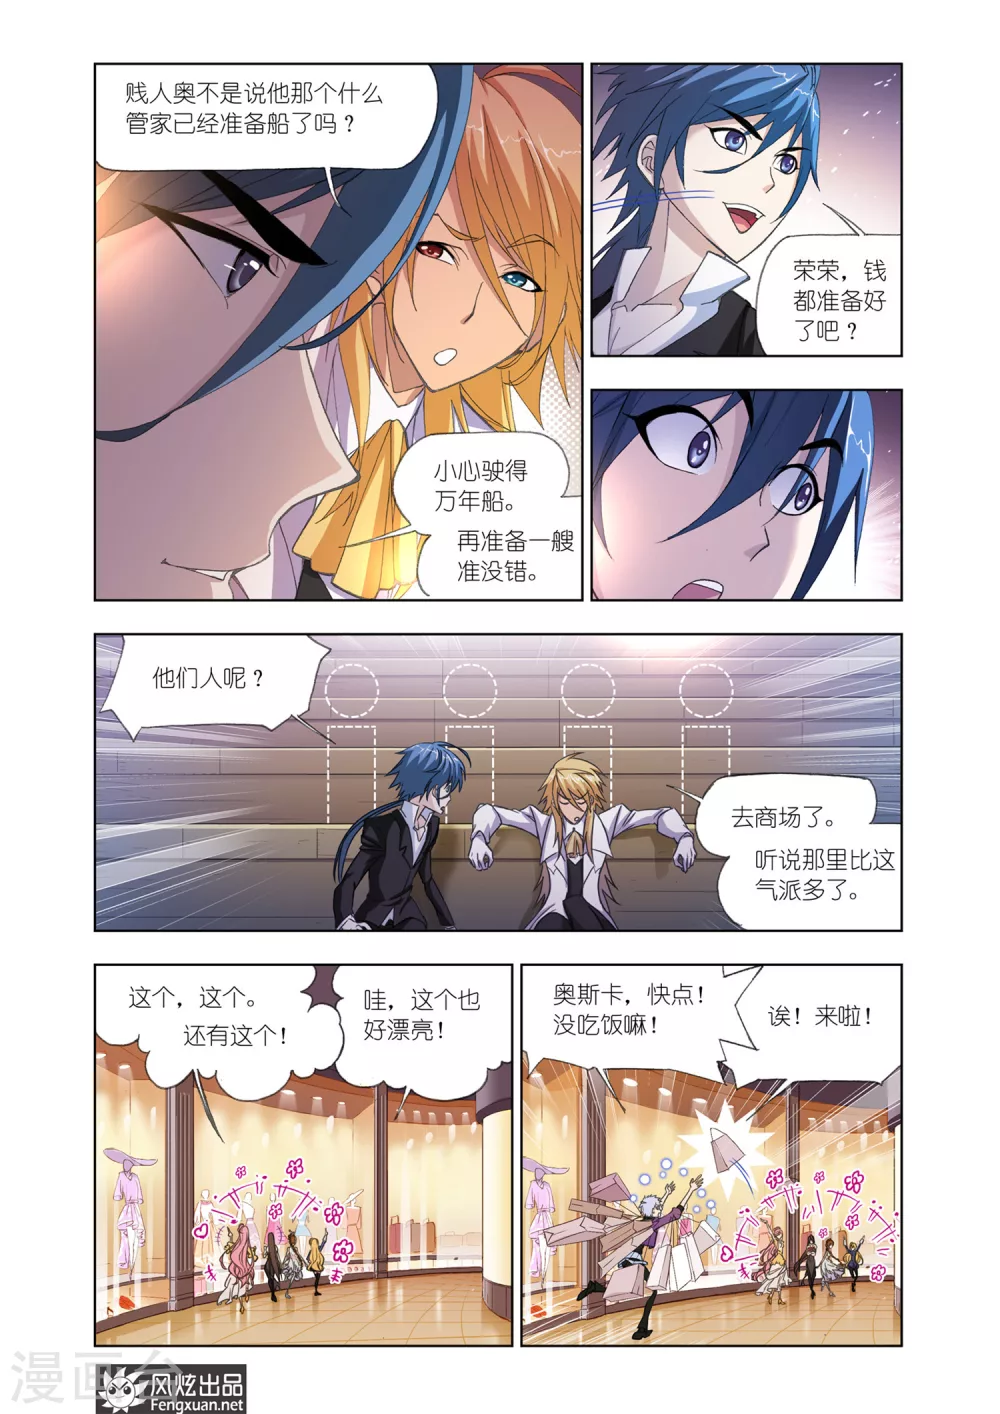 贱人奥不是说他那个什么
管家已经准备船了吗？
小心驶得
万年船。
再准备一艘
准没错。
荣荣，钱
都准备好
了吧？
他们人呢？
去商场了。
听说那里比这
气派多了。
这个，这个。
还有这个！
哇，这个也
好漂亮！
奥斯卡，快点！
没吃饭嘛！
诶！来啦！
漫画台
风炫出品
Fengxuan.net